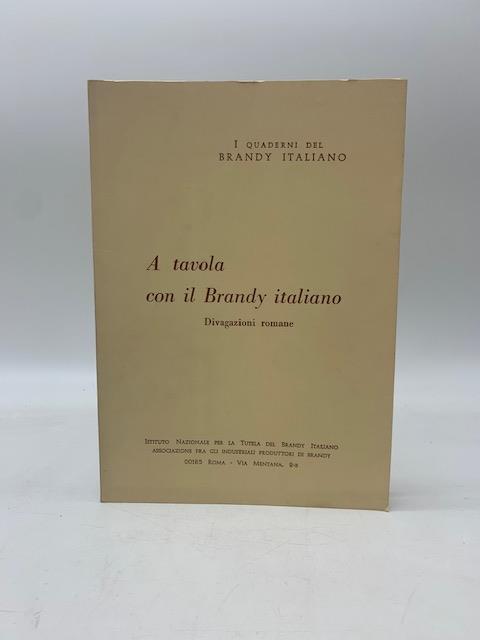 I QUADERNI DEL
BRANDY ITALIANO
A tavola
con il Brandy italiano
Divagazioni romane
ISTITUTO NAZIONALE PER LA TUTELA DEL BRANDY ITALIANO
ASSOCIAZIONE FRA GLI INDUSTRIALI PRODUTTORI DI BRANDY
00185 ROMA - VIA MENTANA, 2-B